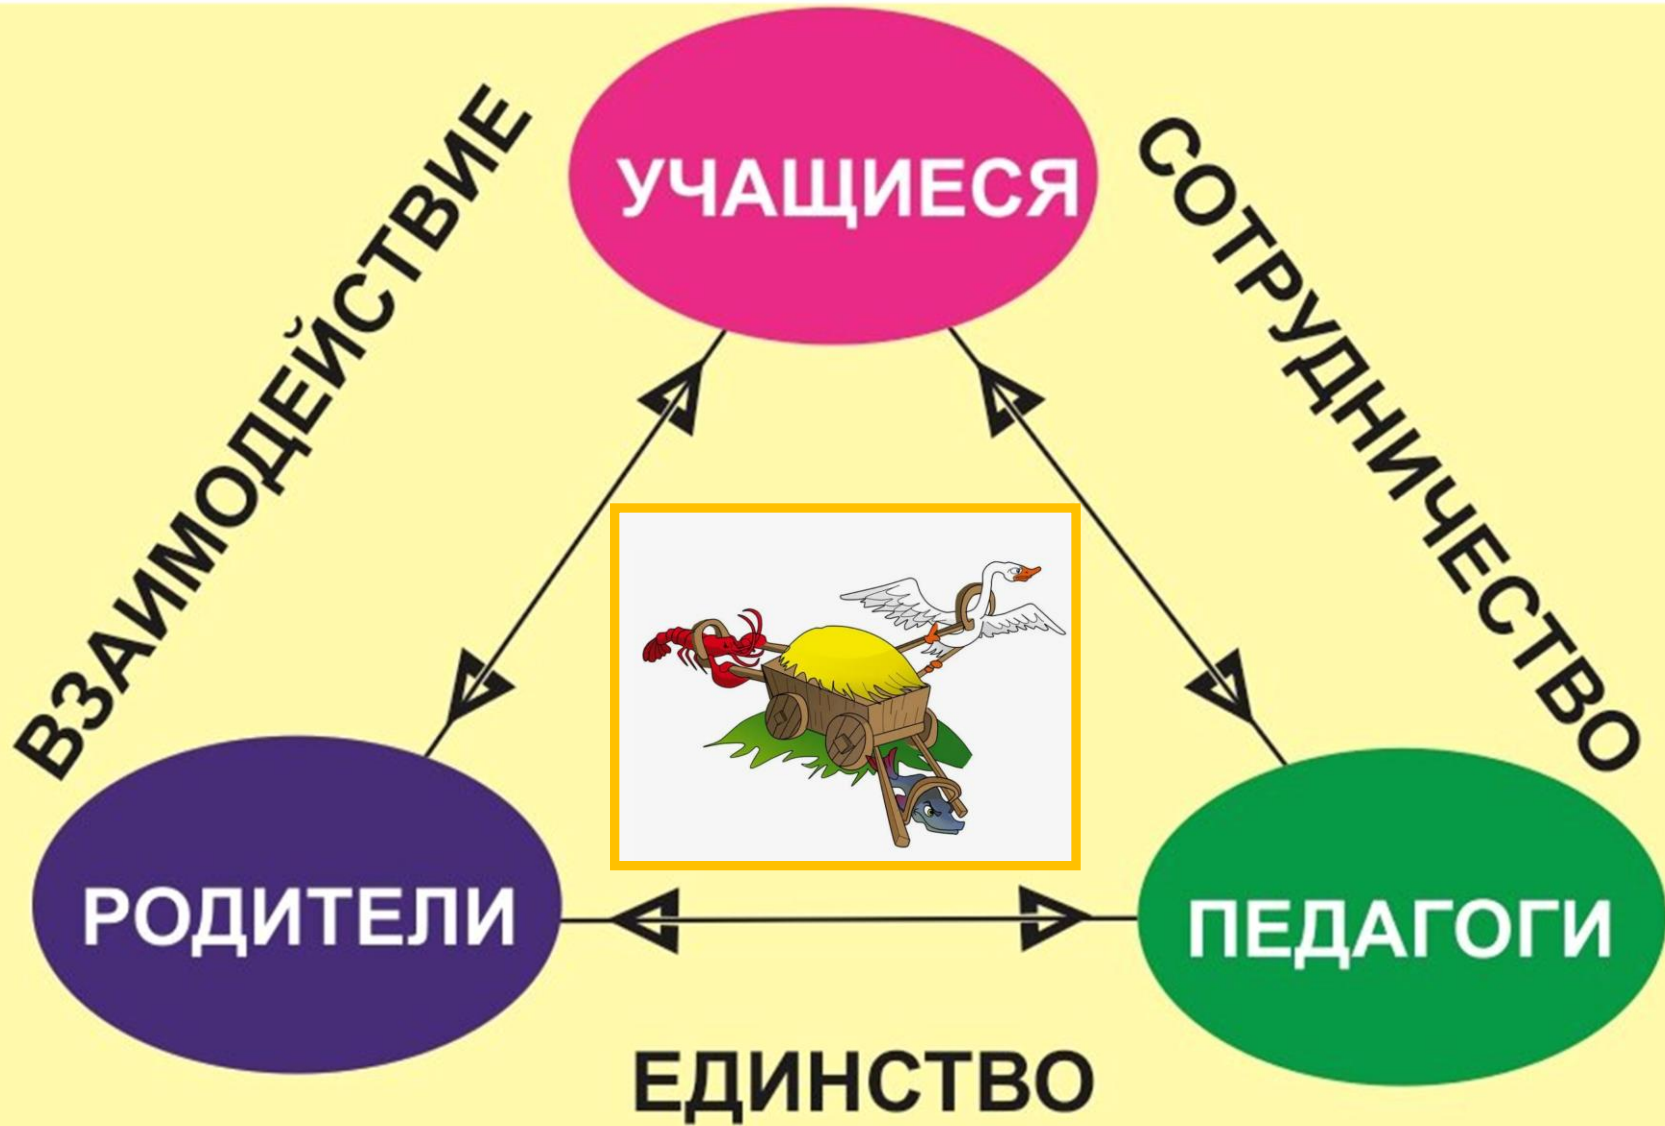 УЧАЩИЕСЯ
ВЗАИМОДЕЙСТВИЕ
СОТРУДНИЧЕСТВО
РОДИТЕЛИ
ПЕДАГОГИ
ЕДИНСТВО